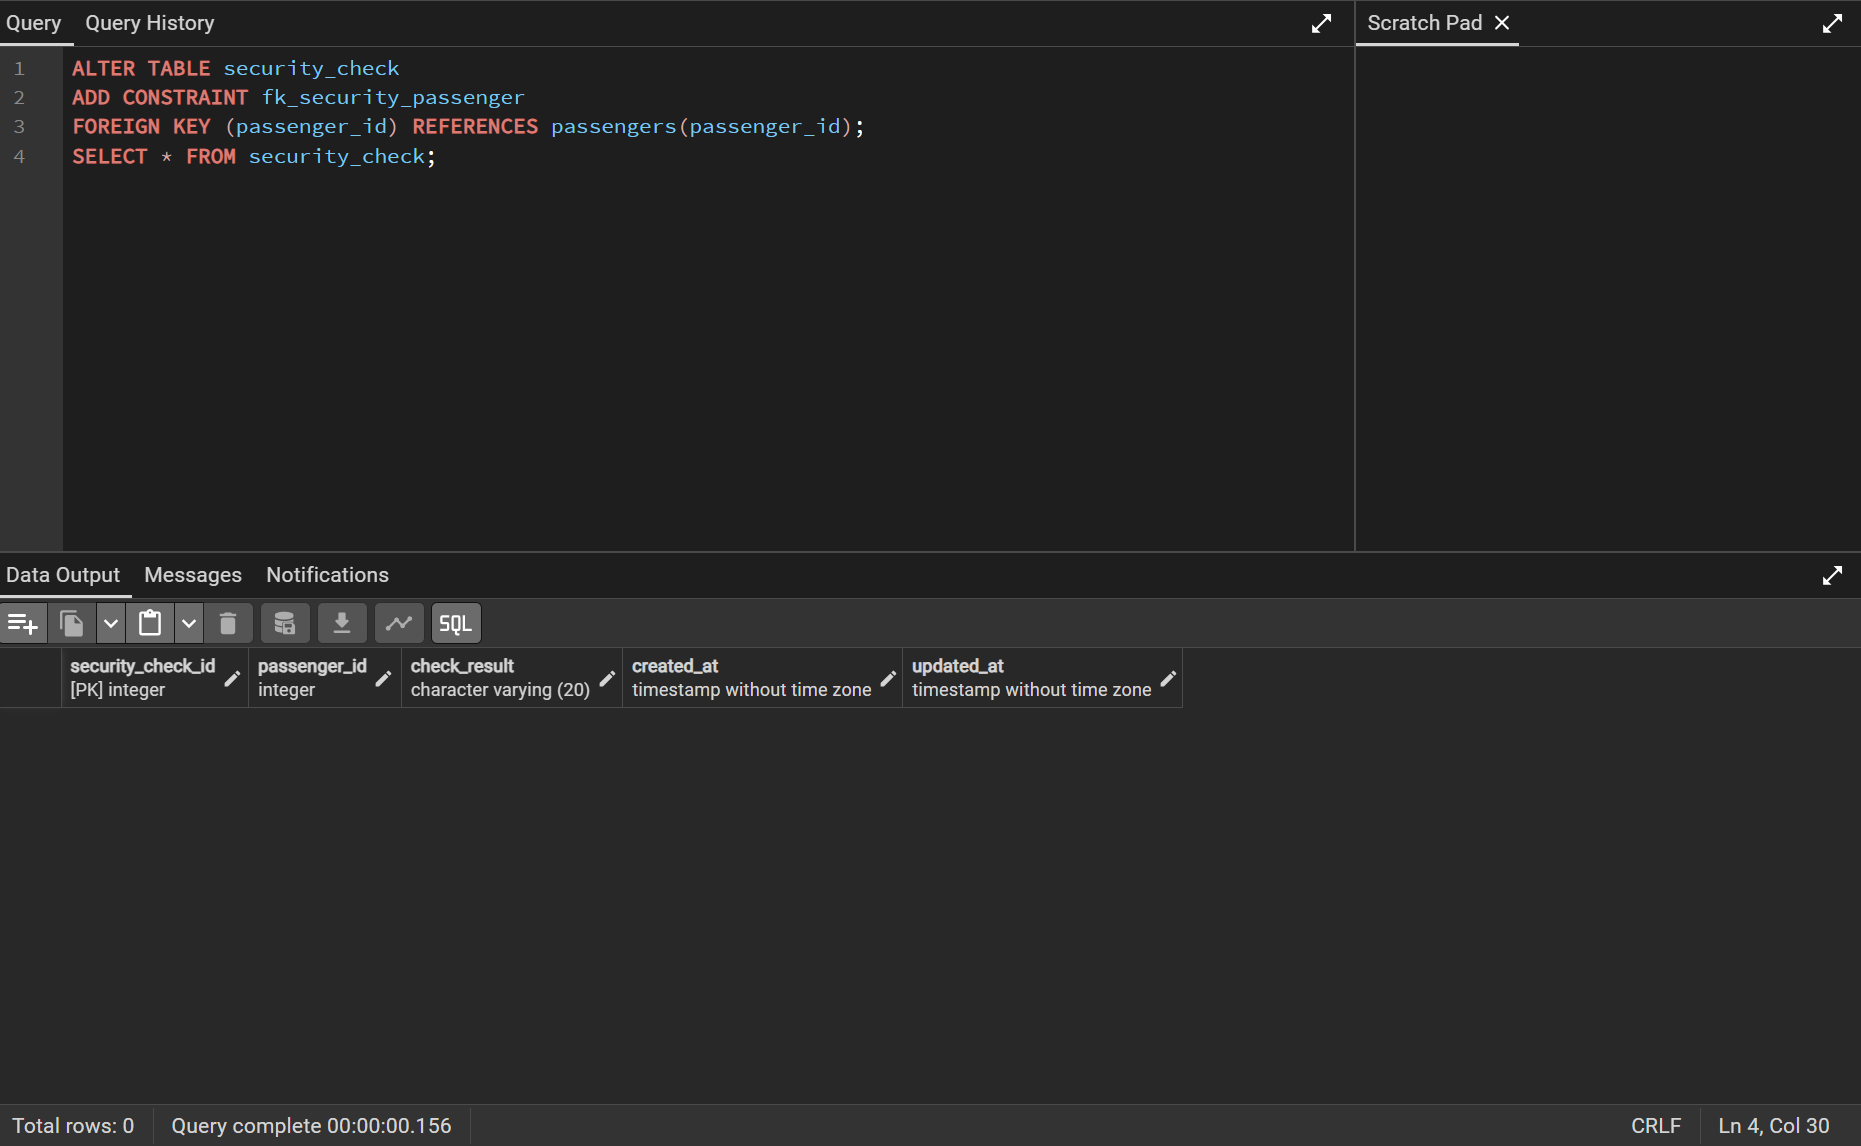 Query Query History
Scratch Pad
1 ALTER TABLE security_check
2 ADD CONSTRAINT fk_security_passenger
3 FOREIGN KEY (passenger_id) REFERENCES passengers(passenger_id);
4 SELECT * FROM security_check;
Data Output Messages Notifications
SQL
security_check_id passenger_id check_result created_at updated_at
[PK] integer integer character varying (20) timestamp without time zone timestamp without time zone
Total rows: 0 Query complete 00:00:00.156 CRLF Ln 4, Col 30